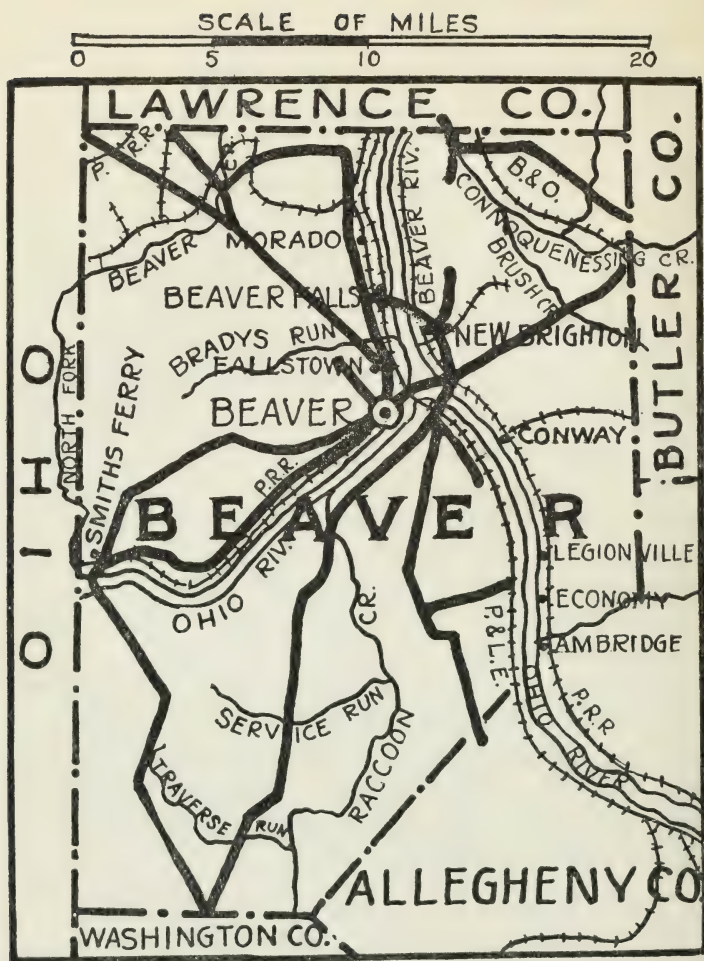 SCALE OF MILES
0 5 10 20
LAWRENCE CO.
P. R.R.
CR.
B.&O.
BUTLER CO.
BEAVER RIV.
CONNOQUENESSING CR.
MORADO
BEAVER
BRUSH CR.
BEAVER FALLS
NEW BRIGHTON
BRADYS RUN
FALLSTOWN
OHIO
NORTH FORK
SMITHS FERRY
BEAVER
CONWAY
P.R.R.
BEAVER
LEGIONVILLE
OHIO RIV.
ECONOMY
CR.
P.&L.E.
AMBRIDGE
SERVICE RUN
P.R.R
OHIO RIVER
RACCOON
TRAVERSE RUN
ALLEGHENY CO.
WASHINGTON CO.